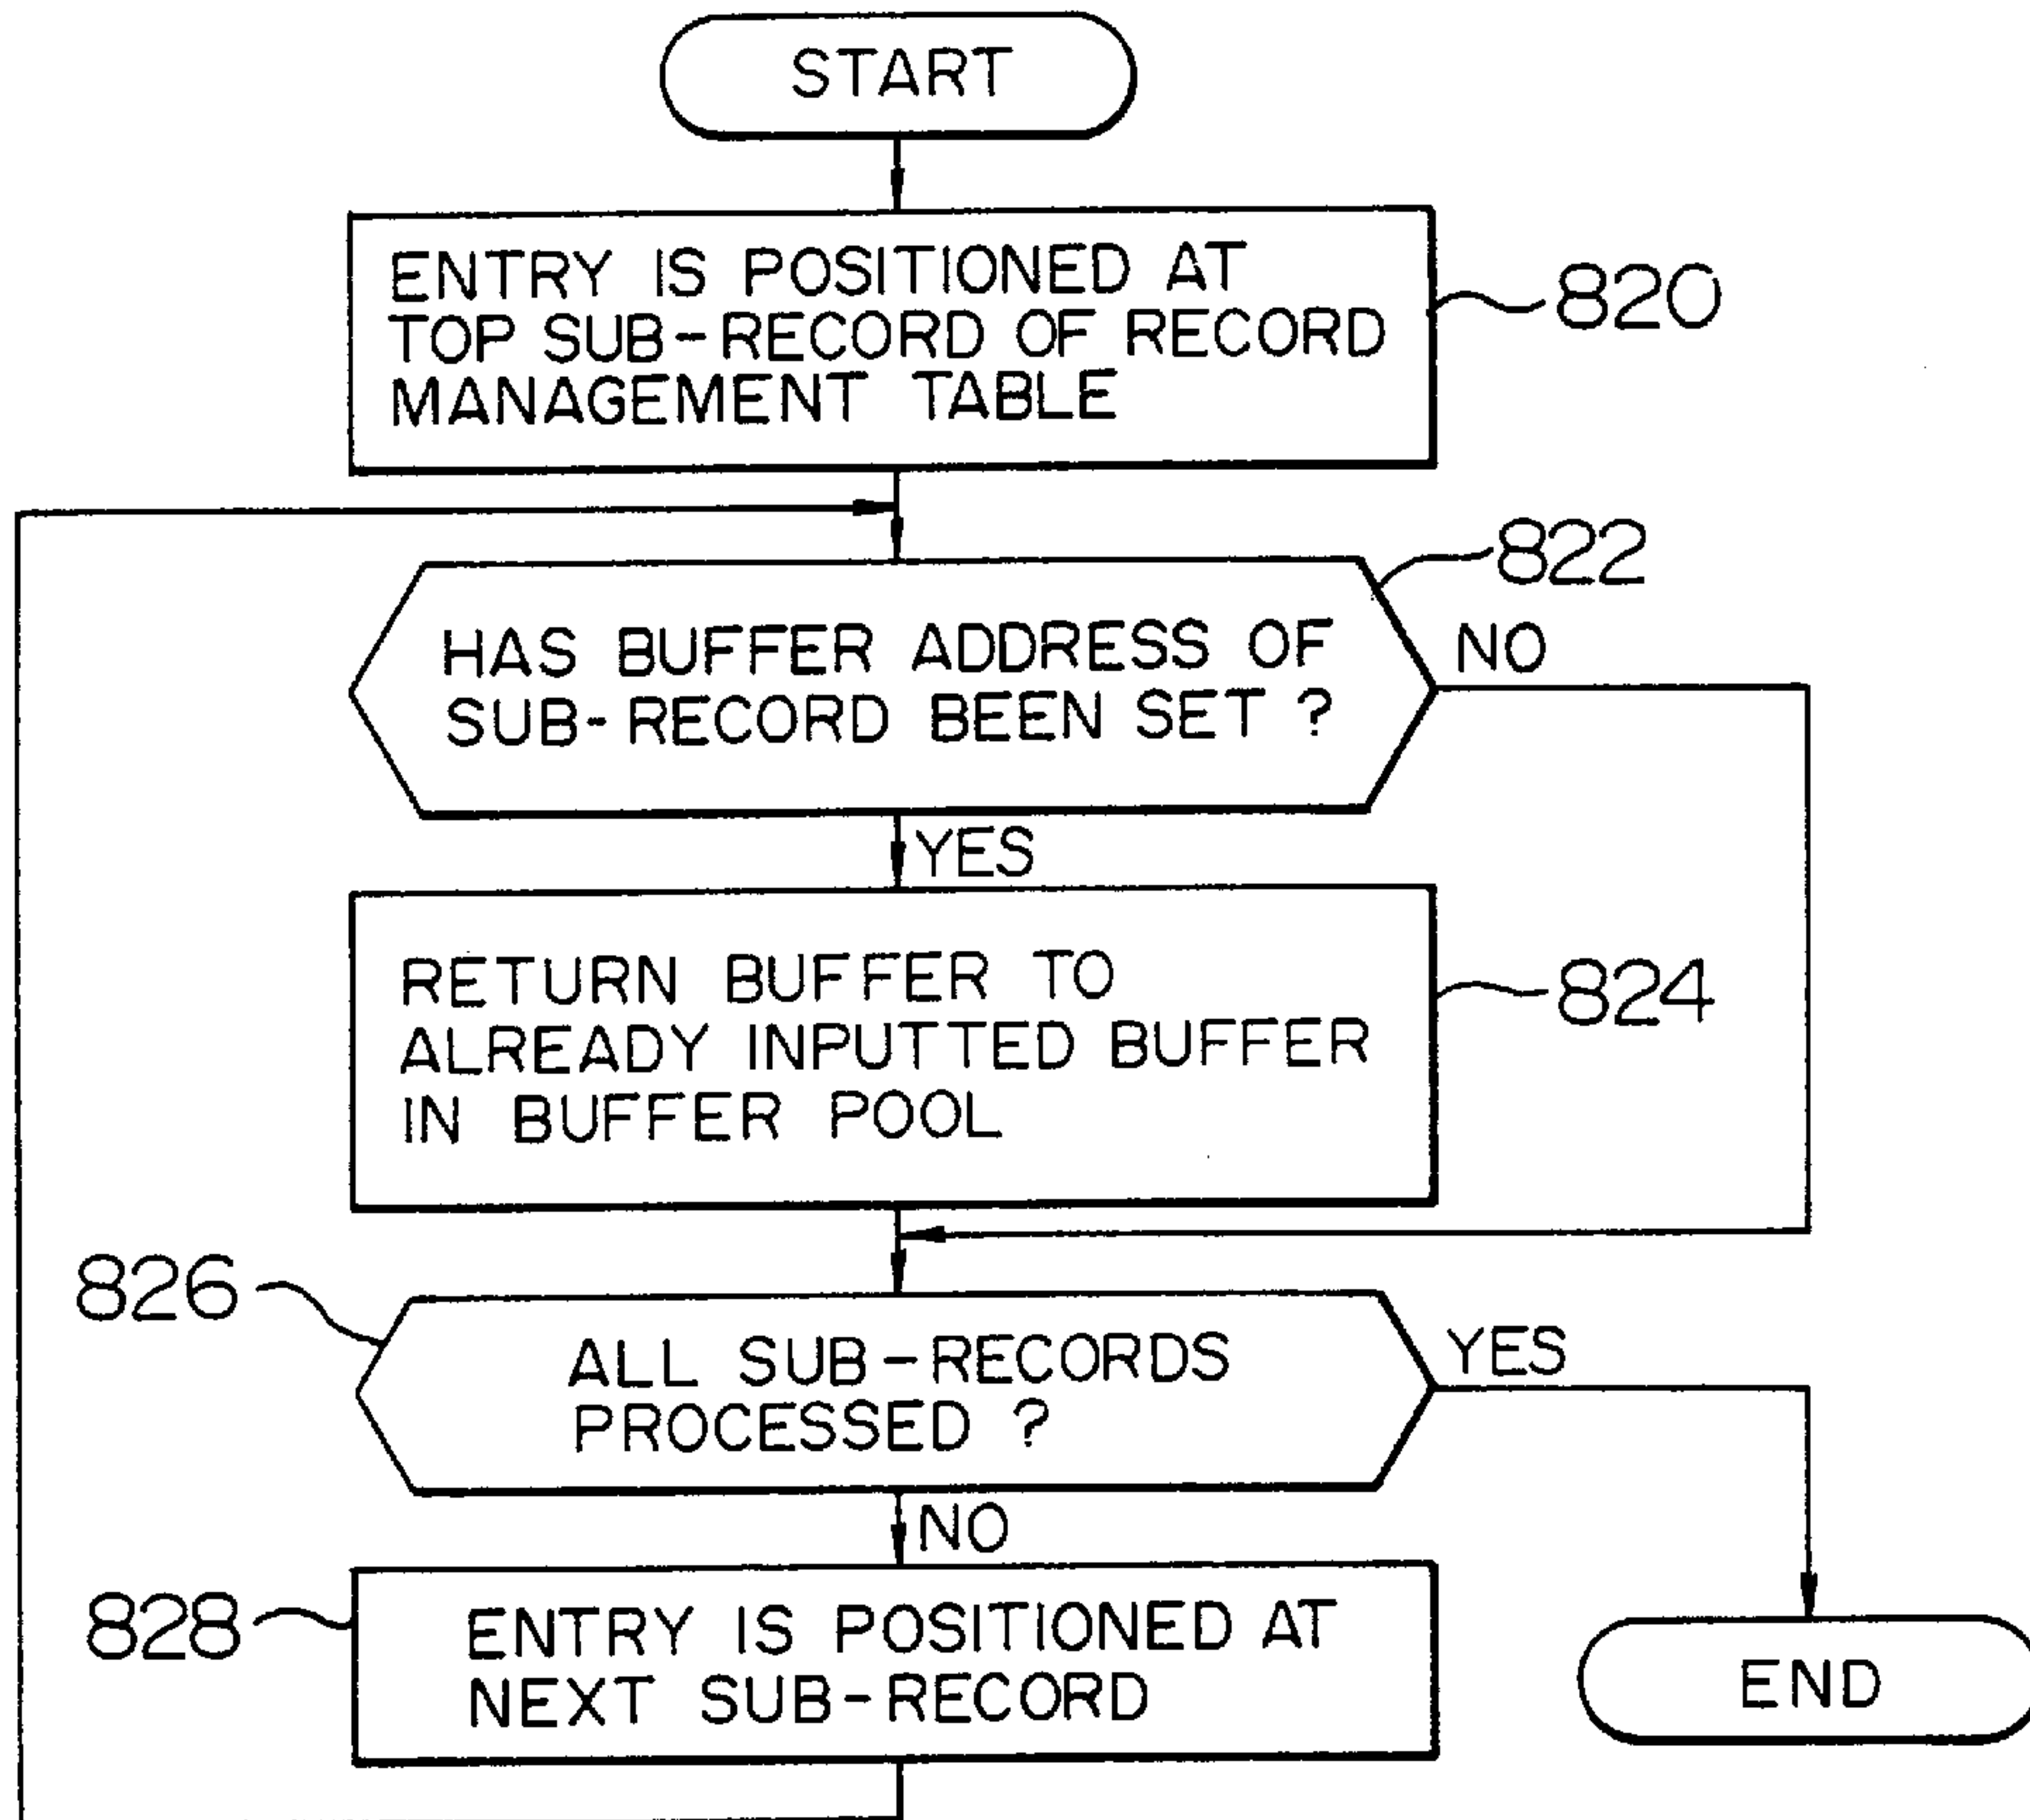 START
ENTRY IS POSITIONED AT
TOP SUB-RECORD OF RECORD
MANAGEMENT TABLE
820
822
HAS BUFFER ADDRESS OF
SUB-RECORD BEEN SET ?
NO
YES
RETURN BUFFER TO
ALREADY INPUTTED BUFFER
IN BUFFER POOL
824
826
ALL SUB-RECORDS
PROCESSED ?
YES
NO
828
ENTRY IS POSITIONED AT
NEXT SUB-RECORD
END